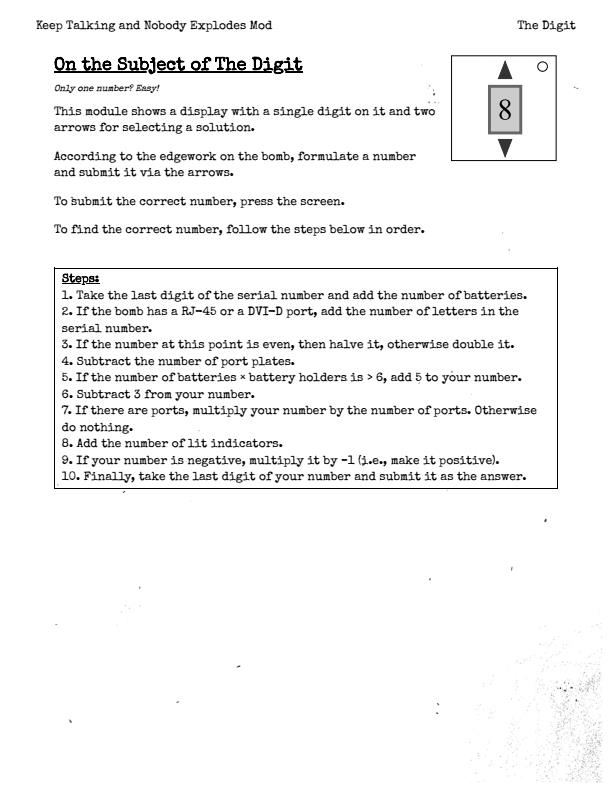 Keep Talking and Nobody Explodes Mod The Digit
On the Subject of The Digit
Only one number? Easy!
This module shows a display with a single digit on it and two
arrows for selecting a solution.
According to the edgework on the bomb, formulate a number
and submit it via the arrows.
To submit the correct number, press the screen.
To find the correct number, follow the steps below in order.
8
Steps:
1. Take the last digit of the serial number and add the number of batteries.
2. If the bomb has a RJ-45 or a DVI-D port, add the number of letters in the
serial number.
3. If the number at this point is even, then halve it, otherwise double it.
4. Subtract the number of port plates.
5. If the number of batteries × battery holders is > 6, add 5 to your number.
6. Subtract 3 from your number.
7. If there are ports, multiply your number by the number of ports. Otherwise
do nothing.
8. Add the number of lit indicators.
9. If your number is negative, multiply it by -1 (i.e., make it positive).
10. Finally, take the last digit of your number and submit it as the answer.